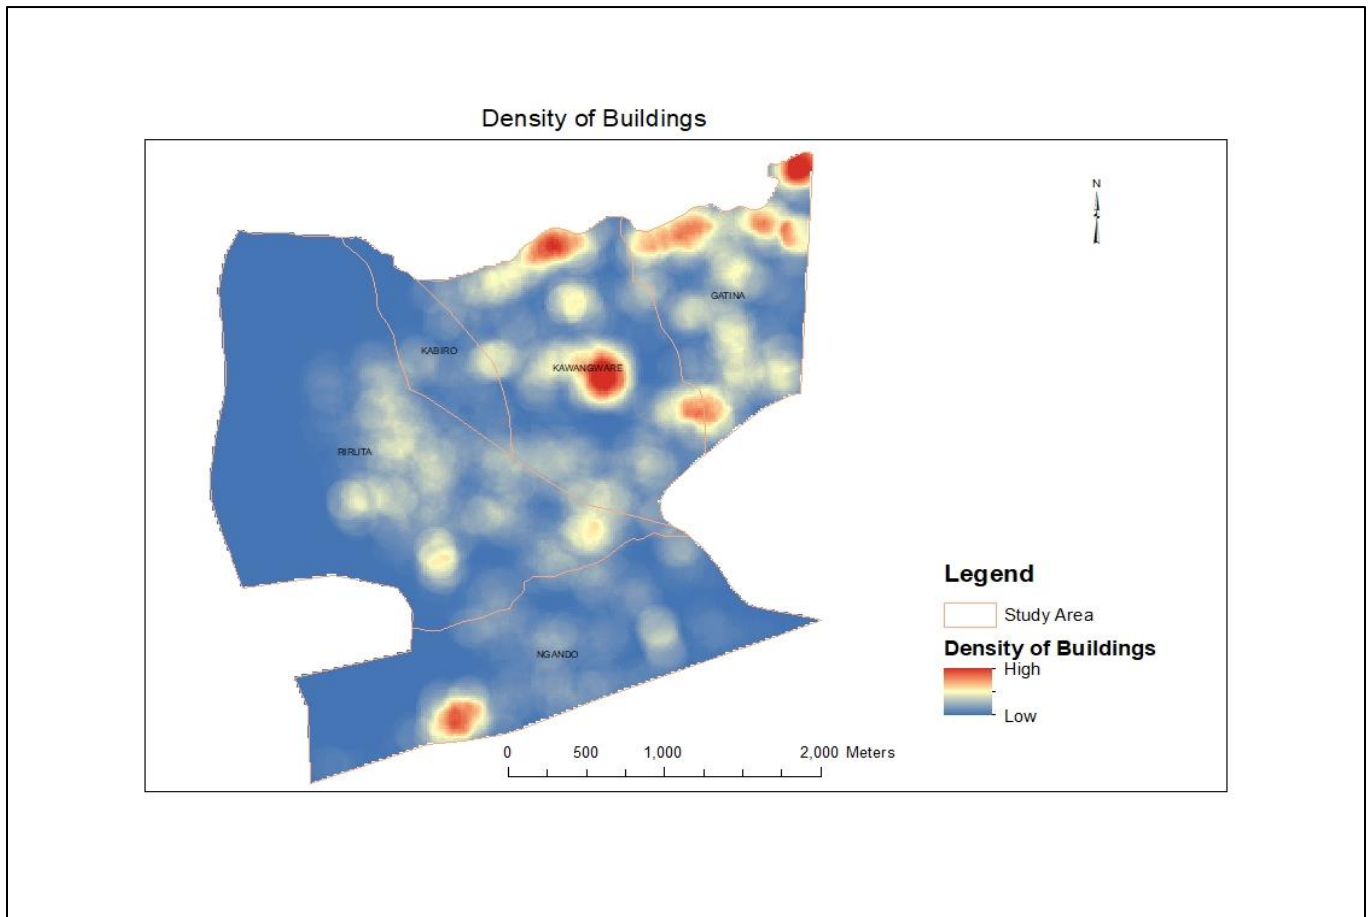 Density of Buildings
N
GATINA
KABIRO
KAWANGWARE
RIRUTA
NGANDO
Legend
Study Area
Density of Buildings
High
Low
0 500 1,000 2,000 Meters